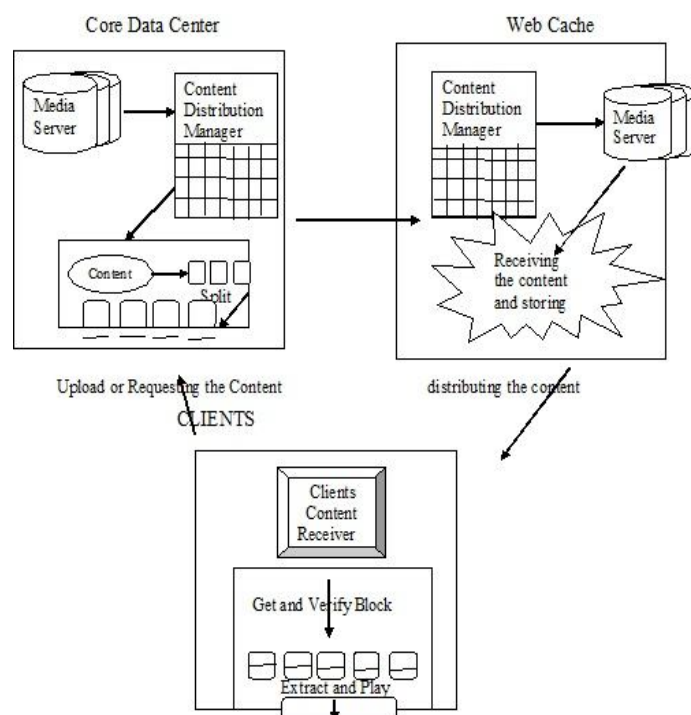 Core Data Center
Web Cache
Media
Server
Content
Distribution
Manager
Content
Split
Content
Distribution
Manager
Media
Server
Receiving
the content
and storing
Upload or Requesting the Content
distributing the content
CLIENTS
Clients
Content
Receiver
Get and Verify Block
Extract and Play